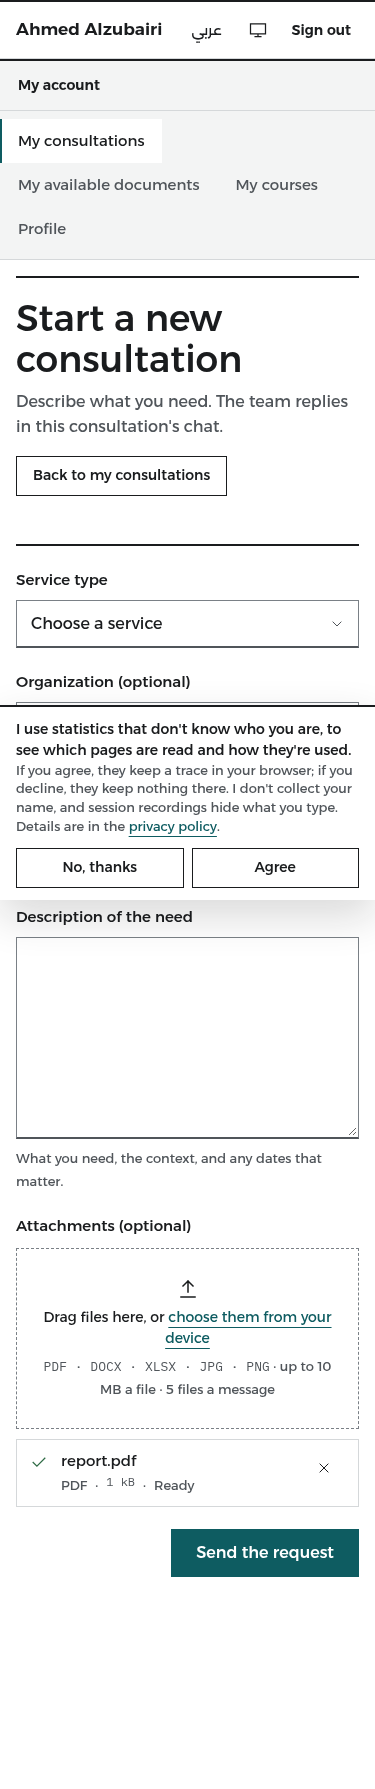 Ahmed Alzubairi
عربي
Sign out
My account
My consultations
My available documents
My courses
Profile
Start a new
consultation
Describe what you need. The team replies
in this consultation's chat.
Back to my consultations
Service type
Choose a service
Organization (optional)
I use statistics that don't know who you are, to
see which pages are read and how they're used.
If you agree, they keep a trace in your browser; if you
decline, they keep nothing there. I don't collect your
name, and session recordings hide what you type.
Details are in the privacy policy.
No, thanks
Agree
Description of the need
What you need, the context, and any dates that
matter.
Attachments (optional)
Drag files here, or choose them from your
device
PDF · DOCX · XLSX · JPG · PNG · up to 10
MB a file · 5 files a message
report.pdf
PDF · 1 kB · Ready
Send the request